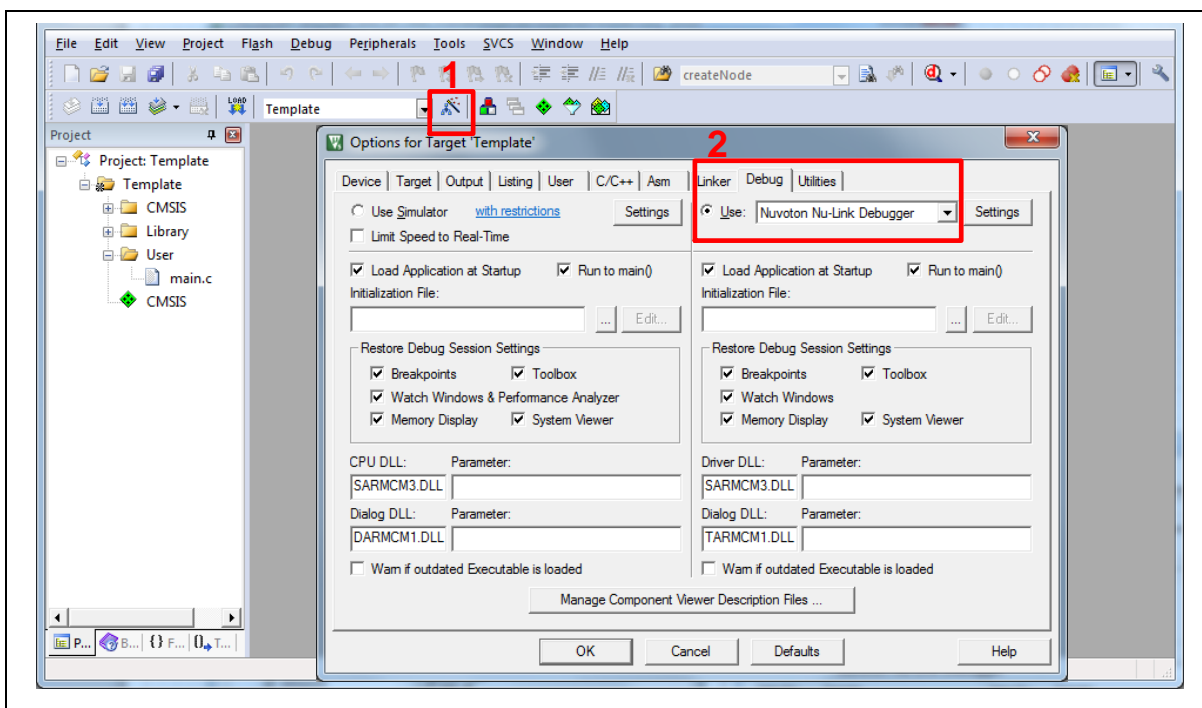 File Edit View Project Flash Debug Peripherals Tools SVCS Window Help
1
createNode
LOAD
Template
Project
Project: Template
Template
CMSIS
Library
User
main.c
CMSIS
P... B... {} F... 0 T...
Options for Target 'Template'
2
Device Target Output Listing User C/C++ Asm Linker Debug Utilities
Use Simulator with restrictions Settings Use: Nuvoton Nu-Link Debugger Settings
Limit Speed to Real-Time
Load Application at Startup Run to main() Load Application at Startup Run to main()
Initialization File: Initialization File:
... Edit... ... Edit...
Restore Debug Session Settings Restore Debug Session Settings
Breakpoints Toolbox Breakpoints Toolbox
Watch Windows & Performance Analyzer Watch Windows
Memory Display System Viewer Memory Display System Viewer
CPU DLL: Parameter: Driver DLL: Parameter:
SARMCM3.DLL SARMCM3.DLL
Dialog DLL: Parameter: Dialog DLL: Parameter:
DARMCM1.DLL TARMCM1.DLL
Warn if outdated Executable is loaded Warn if outdated Executable is loaded
Manage Component Viewer Description Files ...
OK Cancel Defaults Help